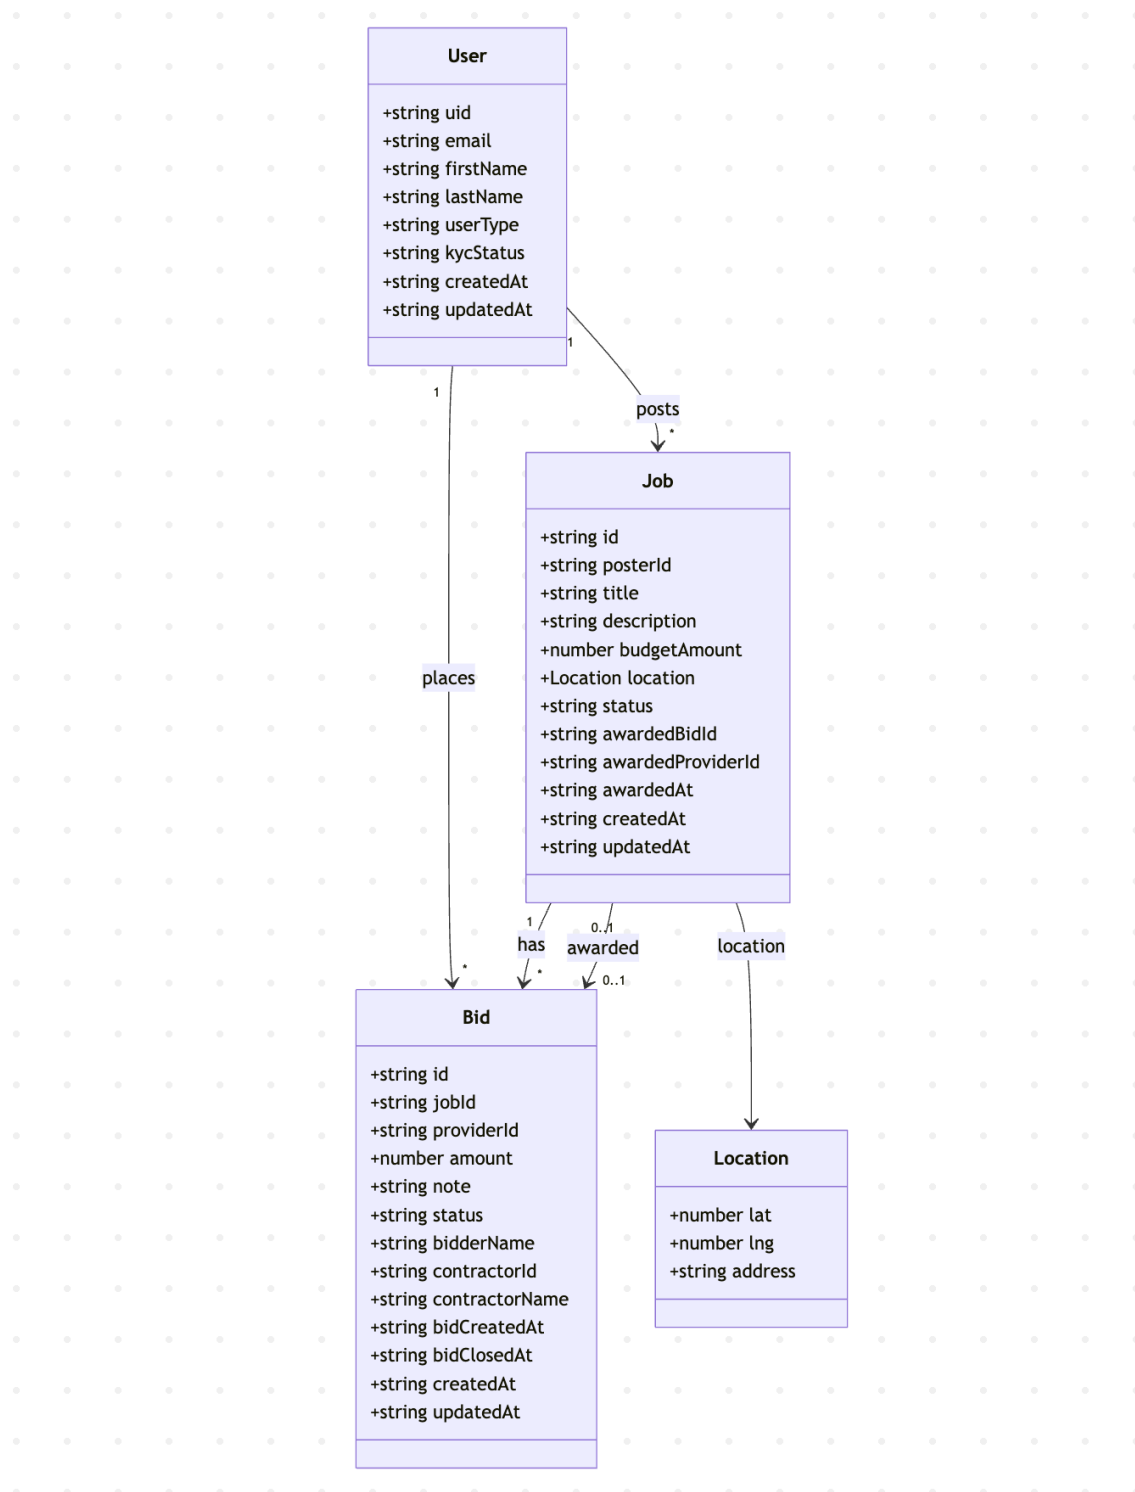 User
+string uid
+string email
+string firstName
+string lastName
+string userType
+string kycStatus
+string createdAt
+string updatedAt
1
1
posts
*
Job
+string id
+string posterId
+string title
+string description
+number budgetAmount
+Location location
+string status
+string awardedBidId
+string awardedProviderId
+string awardedAt
+string createdAt
+string updatedAt
places
1
0..1
has
awarded
location
*
*
0..1
Bid
+string id
+string jobId
+string providerId
+number amount
+string note
+string status
+string bidderName
+string contractorId
+string contractorName
+string bidCreatedAt
+string bidClosedAt
+string createdAt
+string updatedAt
Location
+number lat
+number lng
+string address